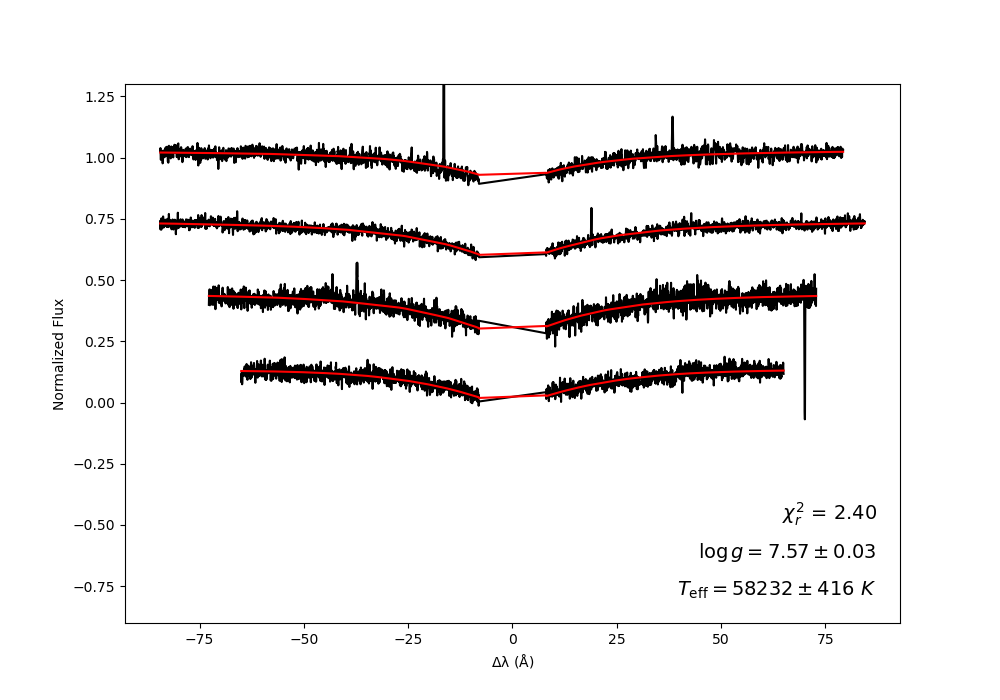 1.25
1.00
0.75
0.50
0.25
0.00
−0.25
−0.50
−0.75
Normalized Flux
χ²ᵣ = 2.40
log g = 7.57 ± 0.03
T_eff = 58232 ± 416 K
−75 −50 −25 0 25 50 75
Δλ (Å)